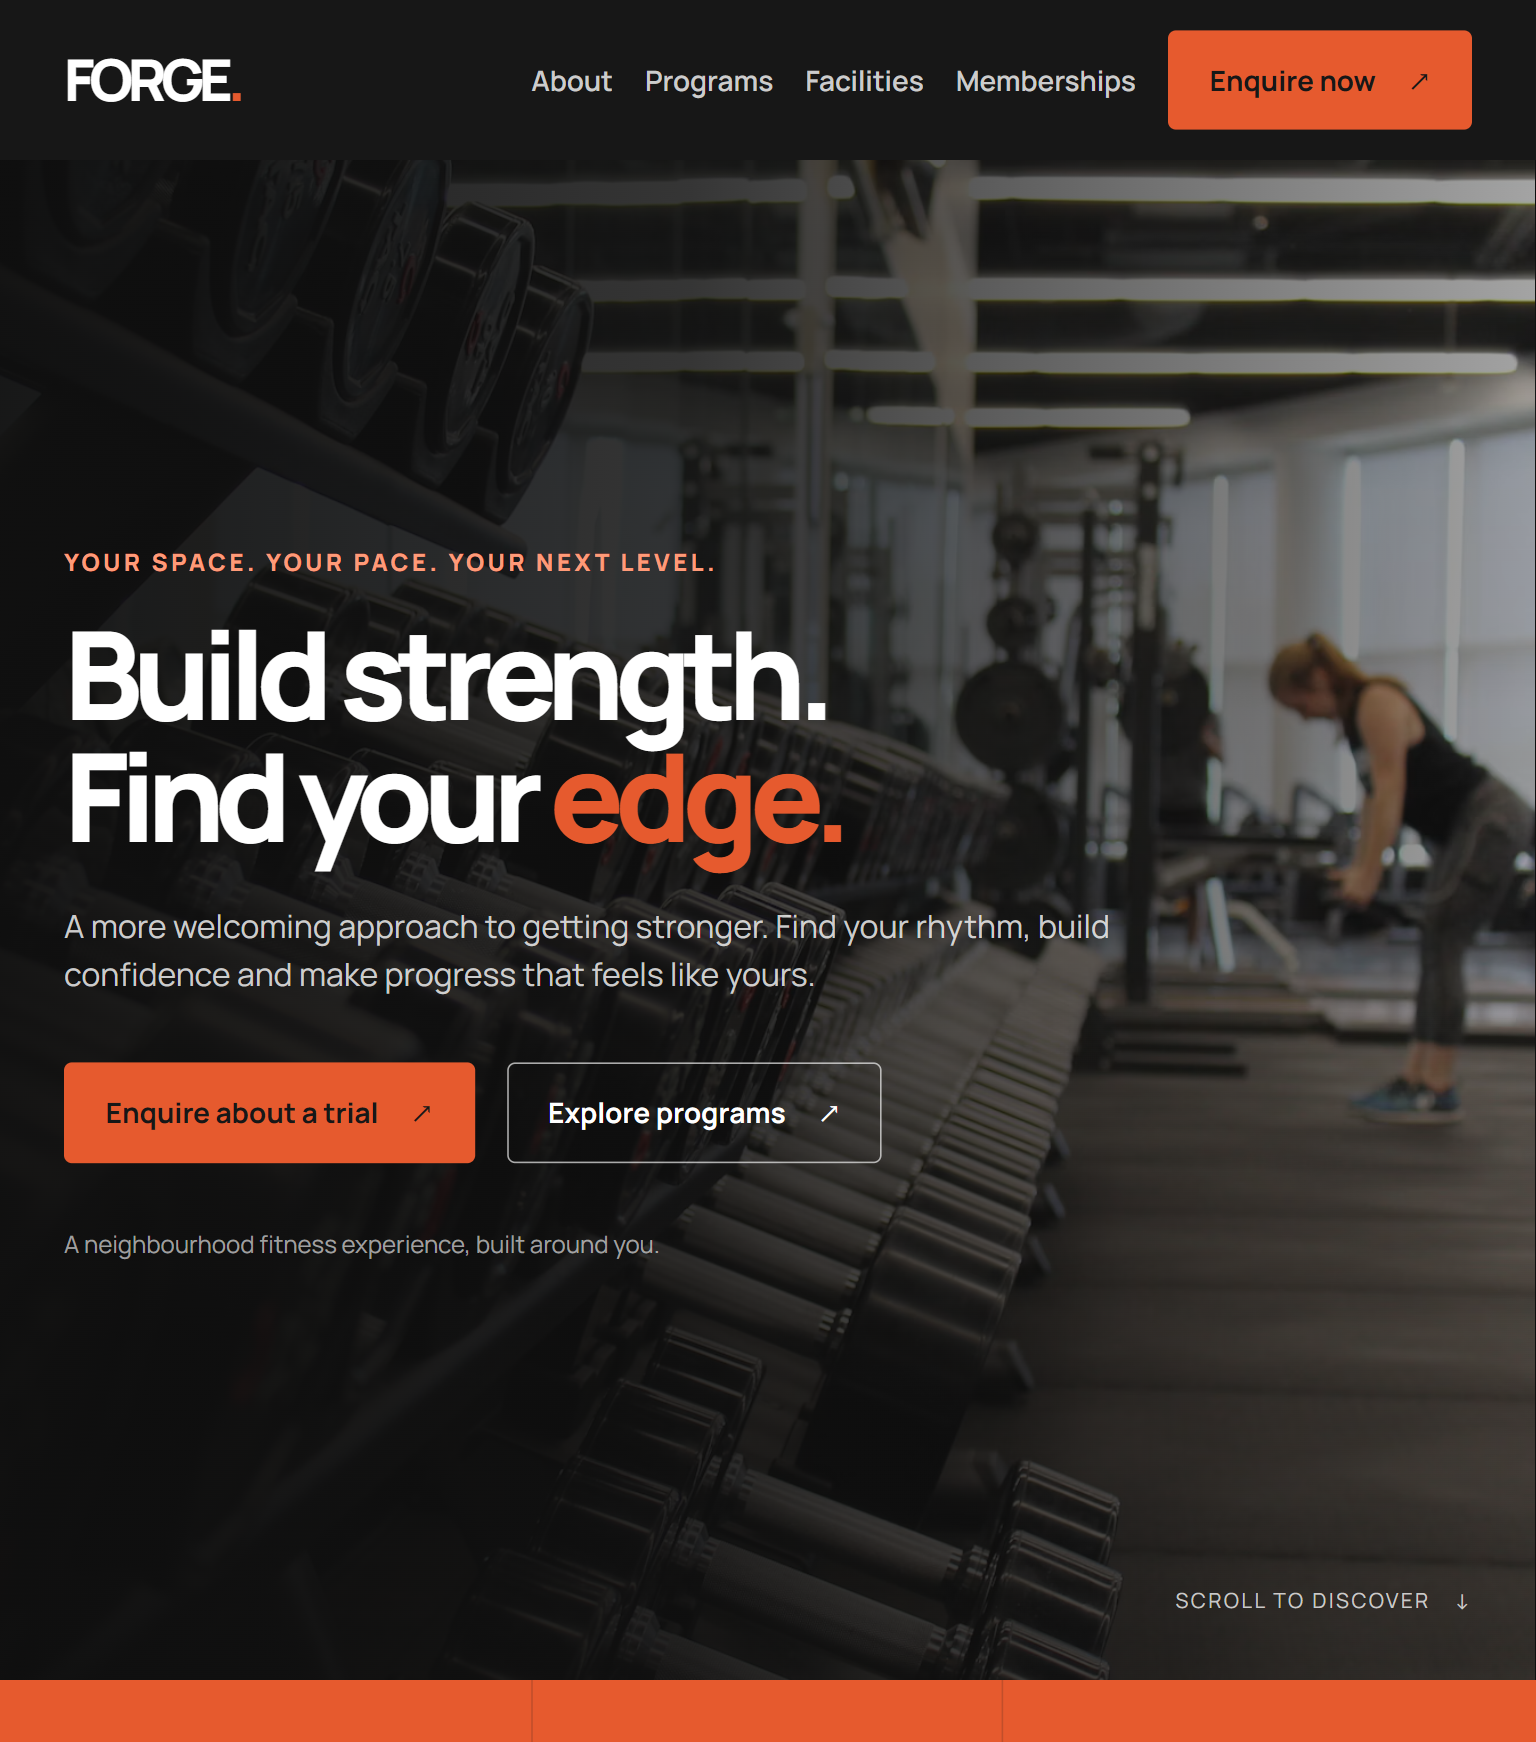 FORGE.
About Programs Facilities Memberships Enquire now ↗
YOUR SPACE. YOUR PACE. YOUR NEXT LEVEL.
Build strength.
Find your edge.
A more welcoming approach to getting stronger. Find your rhythm, build
confidence and make progress that feels like yours.
Enquire about a trial ↗
Explore programs ↗
A neighbourhood fitness experience, built around you.
SCROLL TO DISCOVER ↓